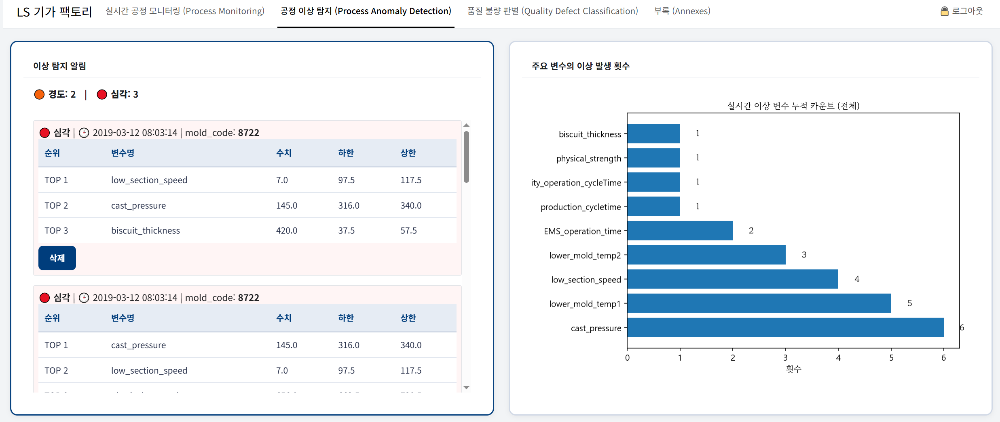 LS 기가 팩토리 실시간 공정 모니터링 (Process Monitoring) 공정 이상 탐지 (Process Anomaly Detection) 품질 불량 판별 (Quality Defect Classification) 부록 (Annexes) 로그아웃
이상 탐지 알림
경도: 2 | 심각: 3
심각 | 2019-03-12 08:03:14 | mold_code: 8722
순위 변수명 수치 하한 상한
TOP 1 low_section_speed 7.0 97.5 117.5
TOP 2 cast_pressure 145.0 316.0 340.0
TOP 3 biscuit_thickness 420.0 37.5 57.5
삭제
심각 | 2019-03-12 08:03:14 | mold_code: 8722
순위 변수명 수치 하한 상한
TOP 1 cast_pressure 145.0 316.0 340.0
TOP 2 low_section_speed 7.0 97.5 117.5
주요 변수의 이상 발생 횟수
실시간 이상 변수 누적 카운트 (전체)
biscuit_thickness 1
physical_strength 1
ity_operation_cycleTime 1
production_cycletime 1
EMS_operation_time 2
lower_mold_temp2 3
low_section_speed 4
lower_mold_temp1 5
cast_pressure 6
0 1 2 3 4 5 6
횟수